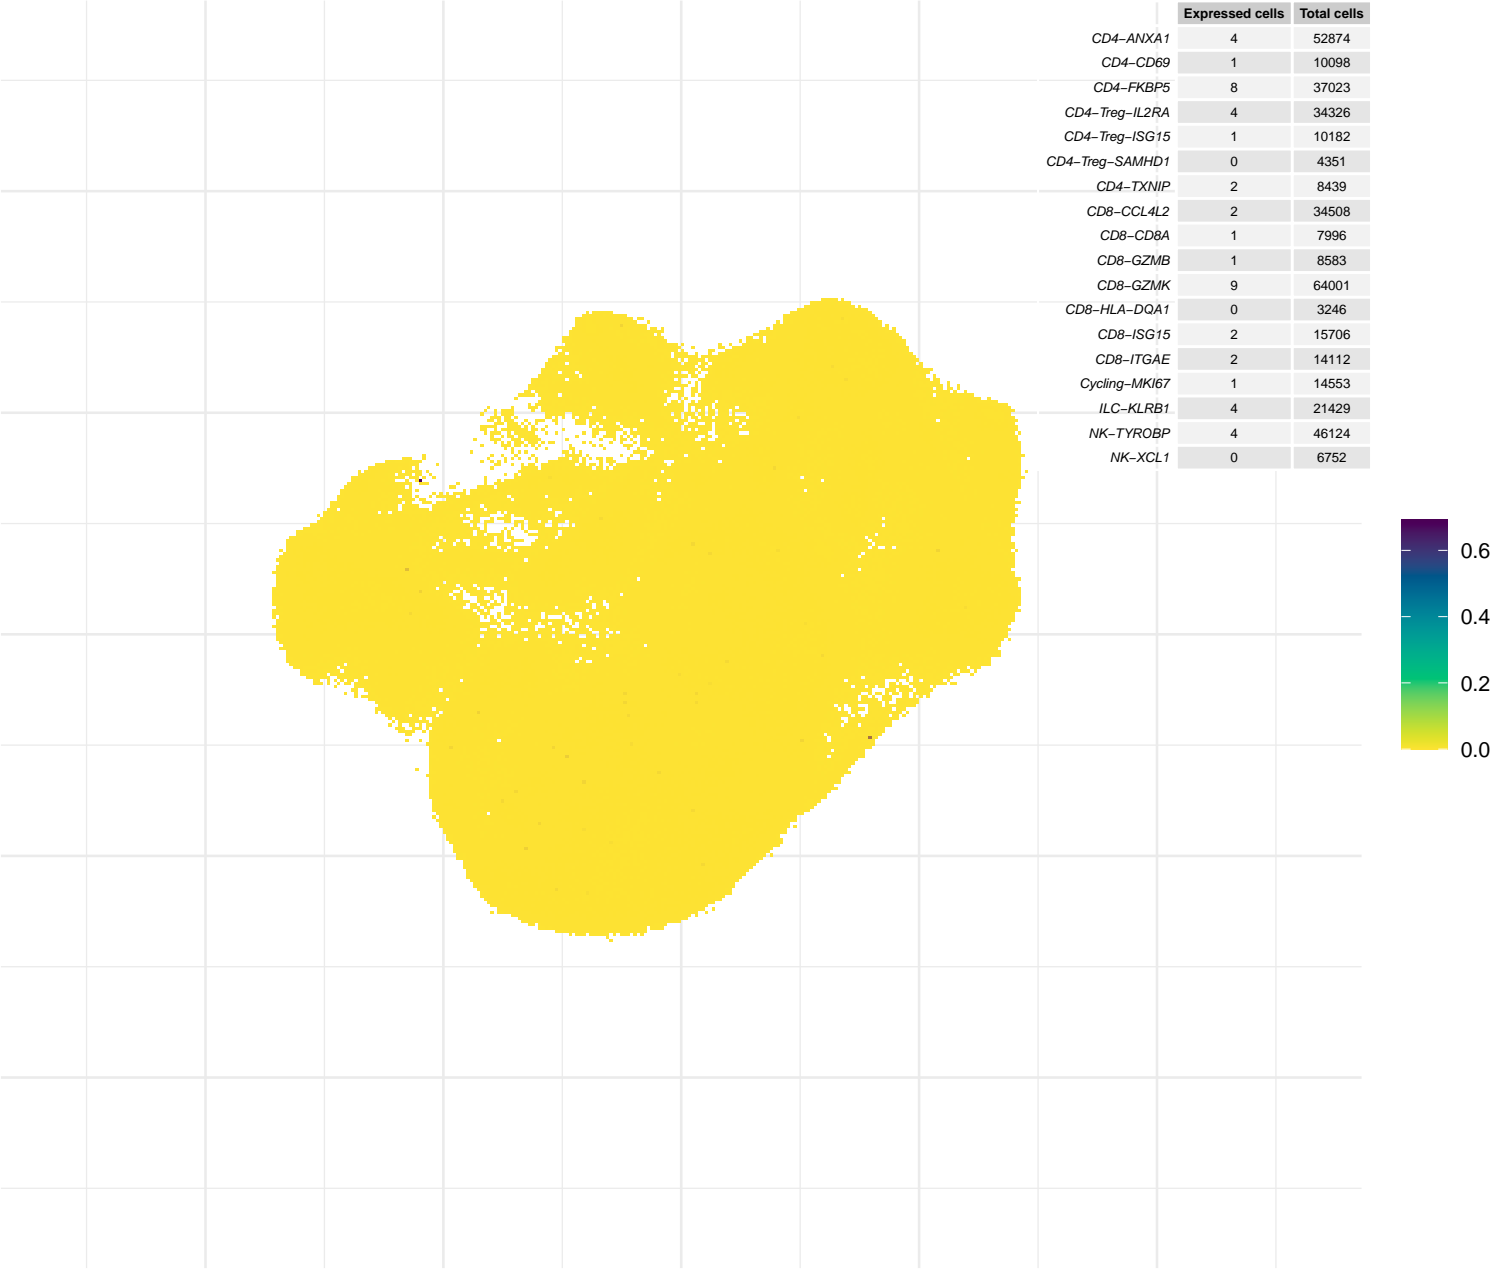 Expressed cells Total cells
CD4−ANXA1 4 52874
CD4−CD69 1 10098
CD4−FKBP5 8 37023
CD4−Treg−IL2RA 4 34326
CD4−Treg−ISG15 1 10182
CD4−Treg−SAMHD1 0 4351
CD4−TXNIP 2 8439
CD8−CCL4L2 2 34508
CD8−CD8A 1 7996
CD8−GZMB 1 8583
CD8−GZMK 9 64001
CD8−HLA−DQA1 0 3246
CD8−ISG15 2 15706
CD8−ITGAE 2 14112
Cycling−MKI67 1 14553
ILC−KLRB1 4 21429
NK−TYROBP 4 46124
NK−XCL1 0 6752
0.6
0.4
0.2
0.0